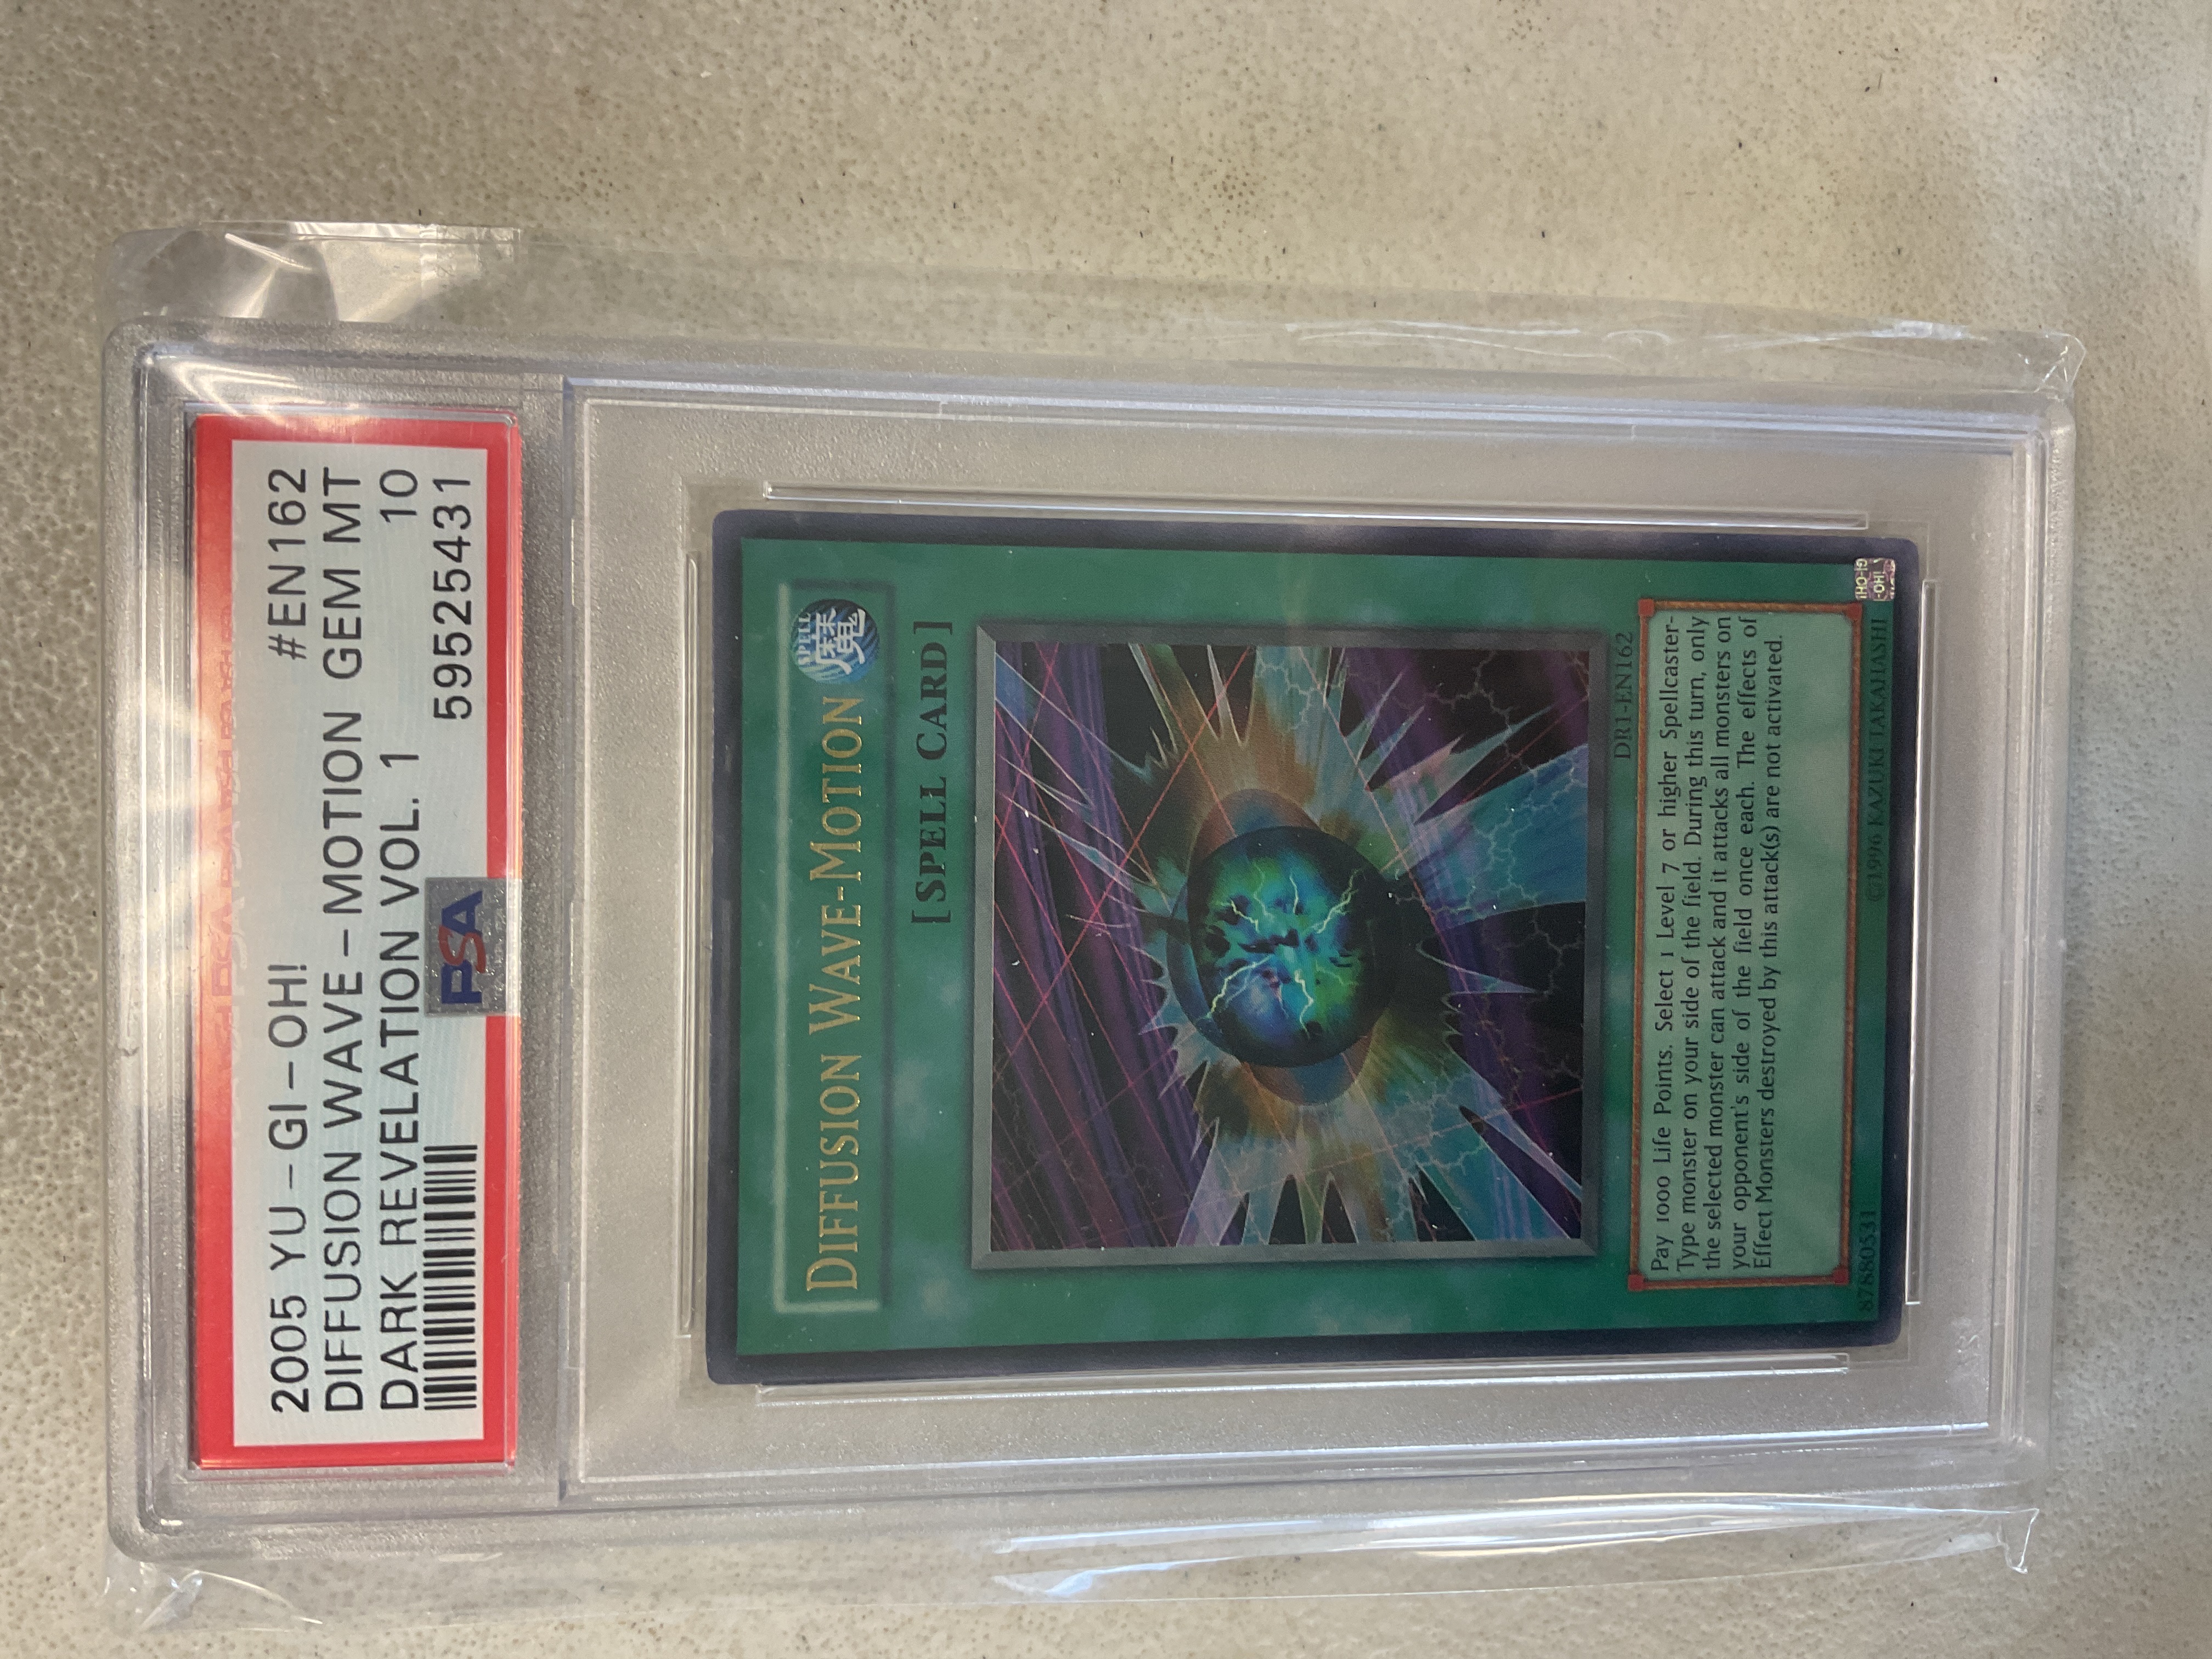 2005 YU-GI-OH! #EN162
DIFFUSION WAVE-MOTION GEM MT
DARK REVELATION VOL. 1 10
59525431
PSA
DIFFUSION WAVE-MOTION
SPELL
魔
[SPELL CARD]
DR1-EN162
Pay 1000 Life Points. Select 1 Level 7 or higher Spellcaster-
Type monster on your side of the field. During this turn, only
the selected monster can attack and it attacks all monsters on
your opponent's side of the field once each. The effects of
Effect Monsters destroyed by this attack(s) are not activated.
87880531 ©1996 KAZUKI TAKAHASHI